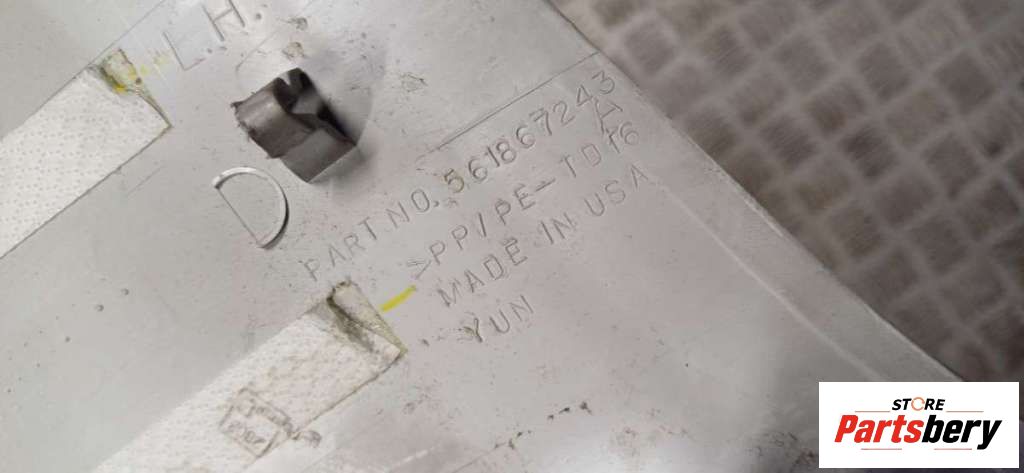 L.H.
D
PART NO. 561867243
A
>PP/PE-TD16
MADE IN USA
YUN
STORE
Partsbery